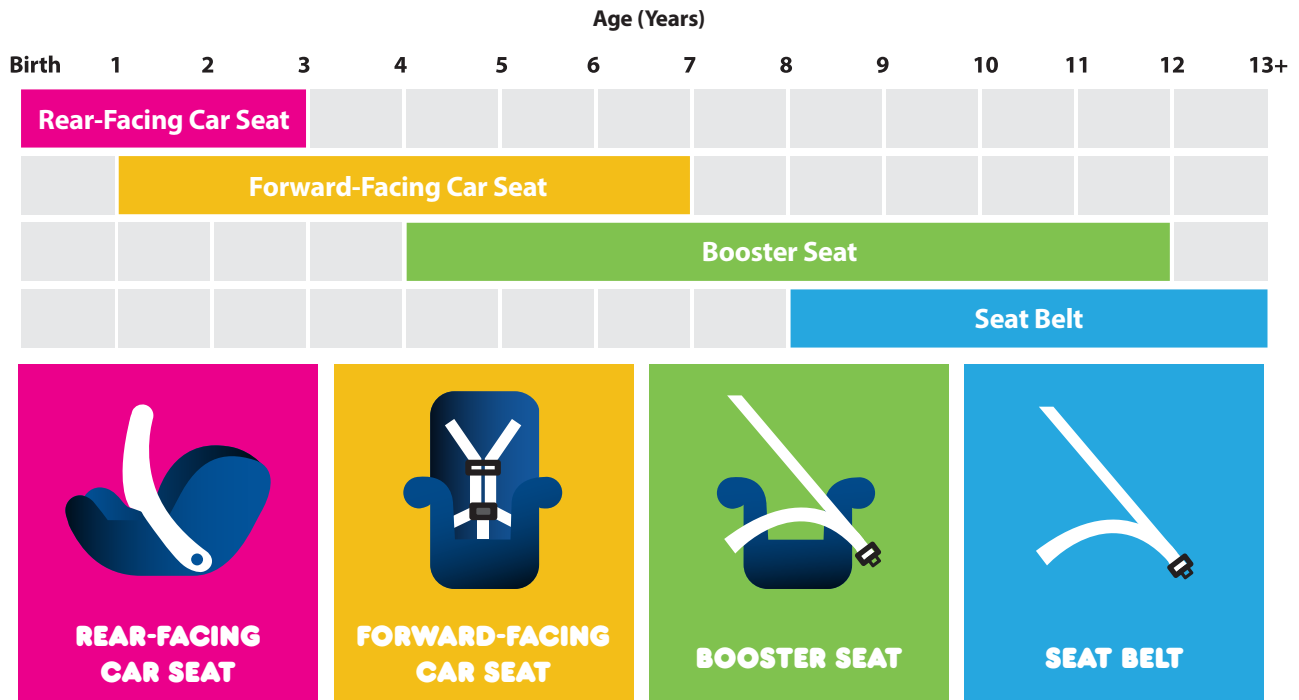 Age (Years)
Birth 1 2 3 4 5 6 7 8 9 10 11 12 13+
Rear-Facing Car Seat
Forward-Facing Car Seat
Booster Seat
Seat Belt
REAR-FACING
CAR SEAT
FORWARD-FACING
CAR SEAT
BOOSTER SEAT
SEAT BELT